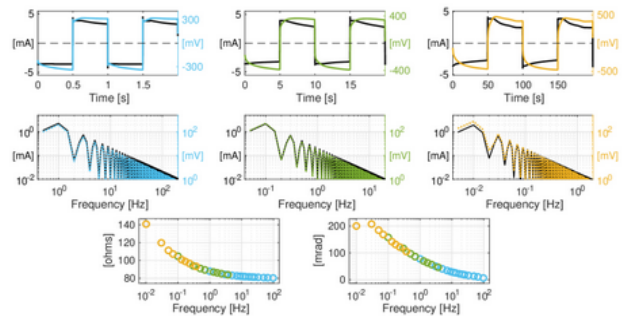 5 300 5 400 5 500
[mA] [mV] [mA] [mV] [mA] [mV]
-5 -300 -5 -400 -5 -500
0 0.5 1 1.5 0 5 10 15 0 50 100 150
Time [s] Time [s] Time [s]
10⁰ 10² 10⁰ 10² 10⁰ 10²
[mA] [mV] [mA] [mV] [mA] [mV]
10⁻² 10⁰ 10⁻² 10⁰ 10⁻² 10⁰
10⁰ 10¹ 10² 10⁻¹ 10⁰ 10¹ 10⁻² 10⁻¹ 10⁰
Frequency [Hz] Frequency [Hz] Frequency [Hz]
140 200
120
[ohms] [mrad]
100 100
80 0
10⁻² 10⁻¹ 10⁰ 10¹ 10² 10⁻² 10⁻¹ 10⁰ 10¹ 10²
Frequency [Hz] Frequency [Hz]